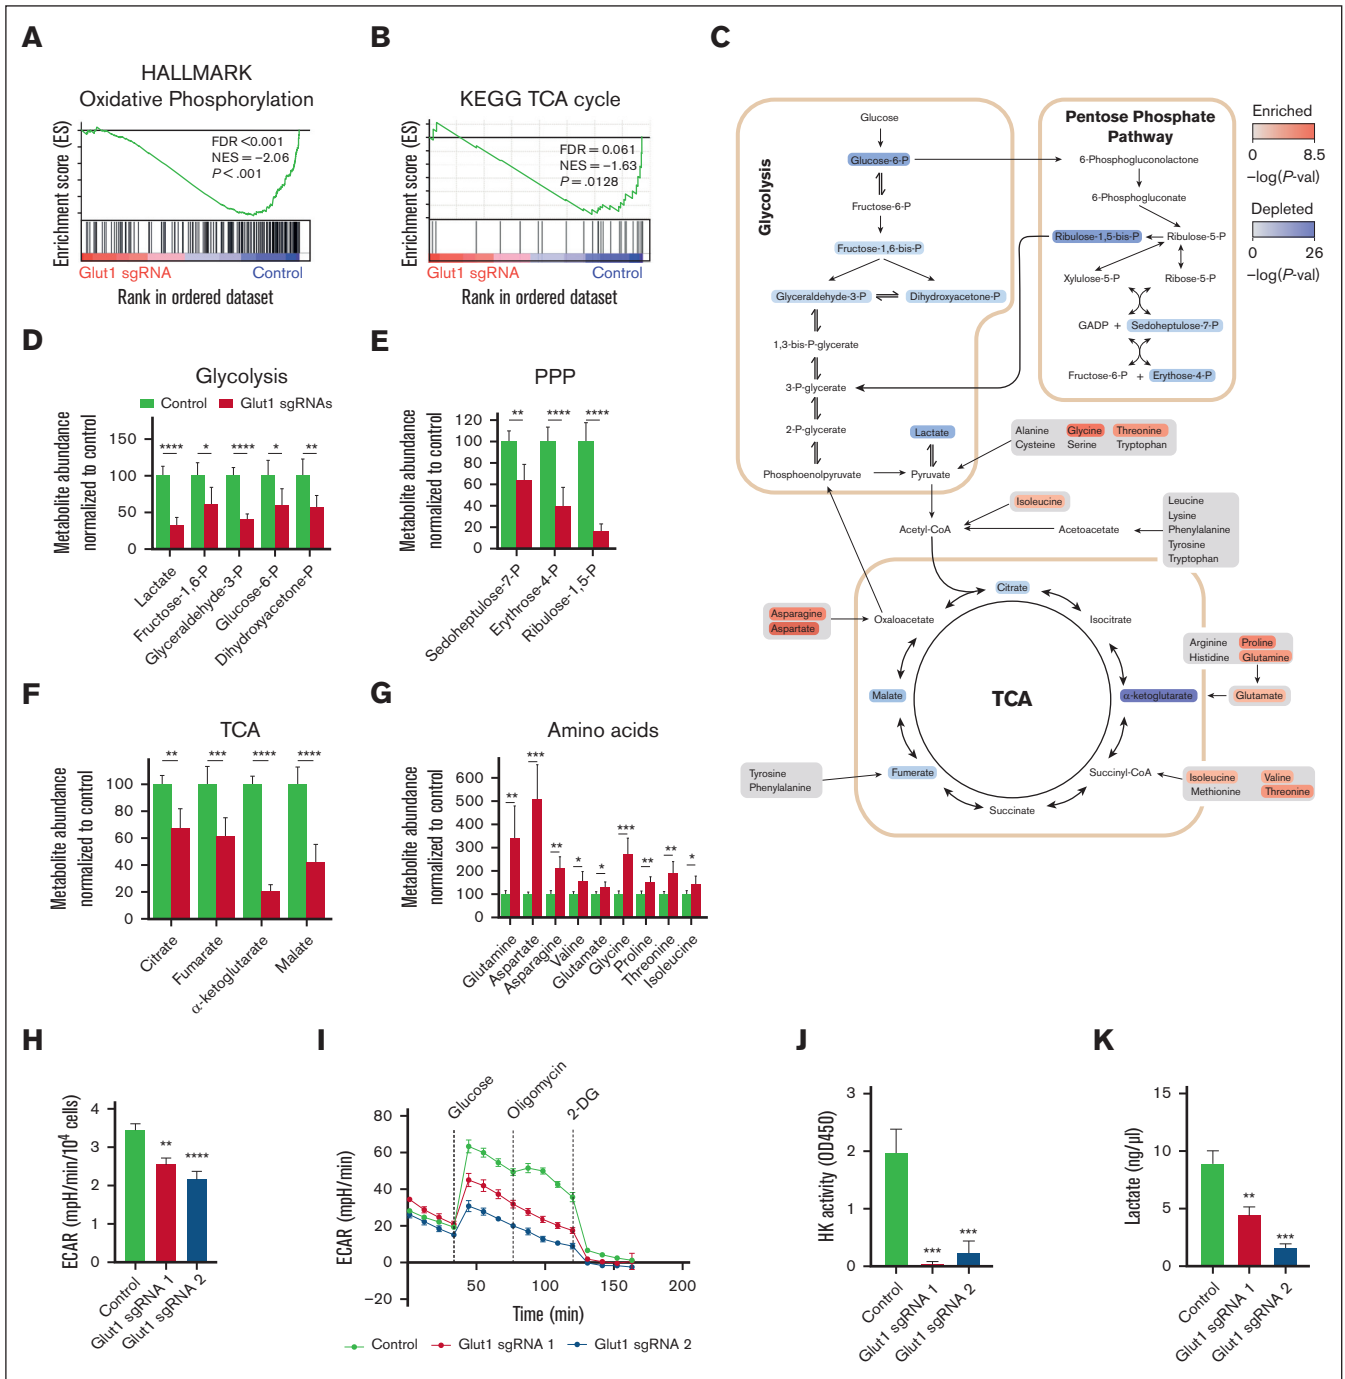 A
HALLMARK
Oxidative Phosphorylation
Enrichment score (ES)
FDR <0.001
NES = −2.06
P < .001
Glut1 sgRNA
Control
Rank in ordered dataset
B
KEGG TCA cycle
Enrichment score (ES)
FDR = 0.061
NES = −1.63
P = .0128
Glut1 sgRNA
Control
Rank in ordered dataset
C
Glycolysis
Glucose
Glucose-6-P
Fructose-6-P
Fructose-1,6-bis-P
Glyceraldehyde-3-P
Dihydroxyacetone-P
1,3-bis-P-glycerate
3-P-glycerate
2-P-glycerate
Phosphoenolpyruvate
Lactate
Pyruvate
Pentose Phosphate
Pathway
6-Phosphogluconolactone
6-Phosphogluconate
Ribulose-1,5-bis-P
Ribulose-5-P
Xylulose-5-P
Ribose-5-P
GADP + Sedoheptulose-7-P
Fructose-6-P + Erythose-4-P
Enriched
0 8.5
−log(P-val)
Depleted
0 26
−log(P-val)
Alanine Glycine Threonine
Cysteine Serine Tryptophan
Isoleucine
Acetyl-CoA
Acetoacetate
Leucine
Lysine
Phenylalanine
Tyrosine
Tryptophan
TCA
Citrate
Isocitrate
α-ketoglutarate
Succinyl-CoA
Succinate
Fumerate
Malate
Oxaloacetate
Asparagine
Aspartate
Arginine Proline
Histidine Glutamine
Glutamate
Tyrosine
Phenylalanine
Isoleucine Valine
Methionine Threonine
D
Glycolysis
Control Glut1 sgRNAs
Metabolite abundance
normalized to control
150
100
50
0
**** * **** * **
Lactate
Fructose-1,6-P
Glyceraldehyde-3-P
Glucose-6-P
Dihydroxyacetone-P
E
PPP
Metabolite abundance
normalized to control
120
100
80
60
40
20
0
** **** ****
Sedoheptulose-7-P
Erythrose-4-P
Ribulose-1,5-P
F
TCA
Metabolite abundance
normalized to control
100
80
60
40
20
0
** *** **** ****
Citrate
Fumarate
α-ketoglutarate
Malate
G
Amino acids
Metabolite abundance
normalized to control
600
500
400
300
200
100
0
** *** ** * * *** ** ** *
Glutamine
Aspartate
Asparagine
Valine
Glutamate
Glycine
Proline
Threonine
Isoleucine
H
ECAR (mpH/min/10⁴ cells)
4
3
2
1
0
** ****
Control
Glut1 sgRNA 1
Glut1 sgRNA 2
I
ECAR (mpH/min)
80
60
40
20
0
−20
Glucose
Oligomycin
2-DG
50 100 150 200
Time (min)
Control Glut1 sgRNA 1 Glut1 sgRNA 2
J
HK activity (OD450)
3
2
1
0
*** ***
Control
Glut1 sgRNA 1
Glut1 sgRNA 2
K
Lactate (ng/μl)
15
10
5
0
** ***
Control
Glut1 sgRNA 1
Glut1 sgRNA 2